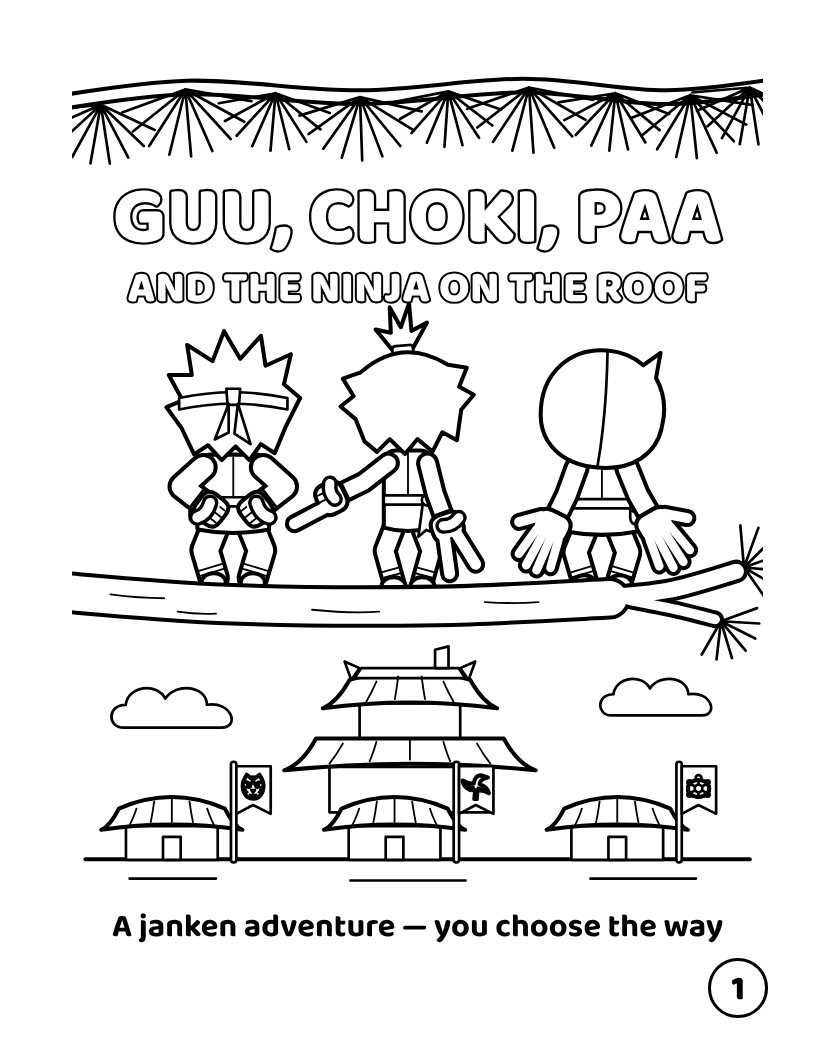 GUU, CHOKI, PAA
AND THE NINJA ON THE ROOF
A janken adventure — you choose the way
1